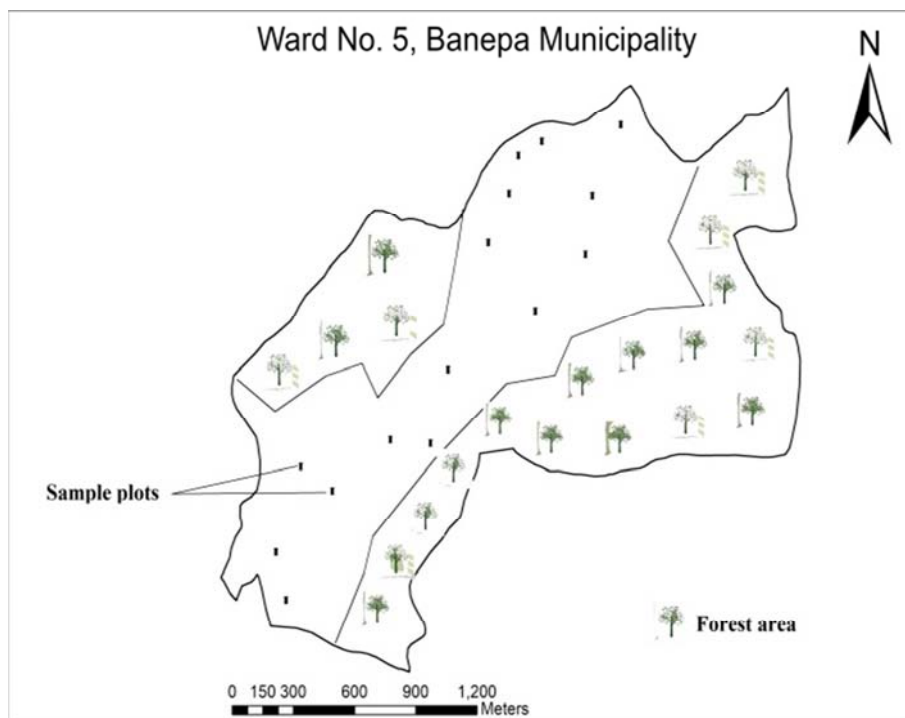 Ward No. 5, Banepa Municipality
N
Sample plots
Forest area
0 150 300 600 900 1,200
Meters